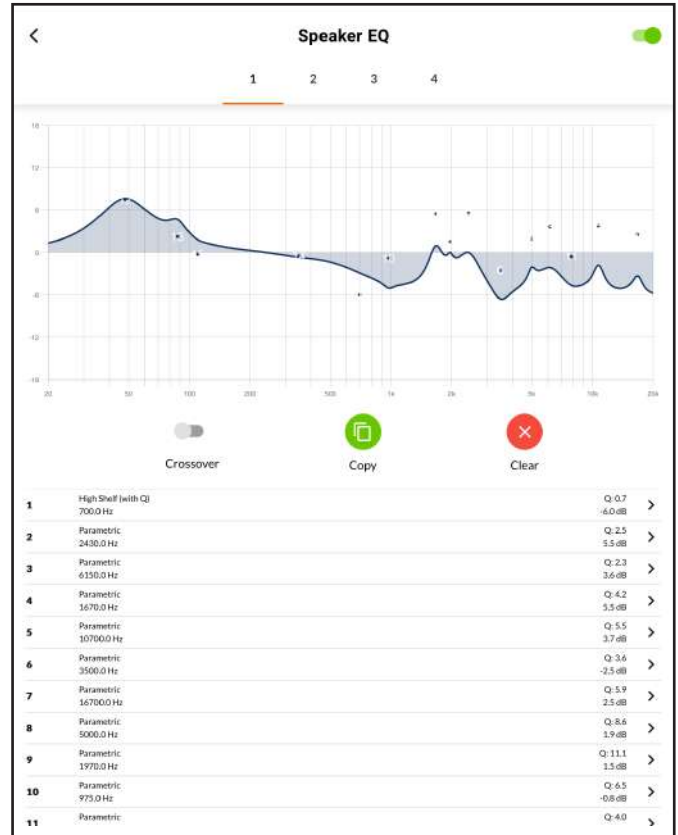 Speaker EQ
1 2 3 4
18
12
6
0
-6
-12
-18
20 50 100 200 500 1k 2k 5k 10k 20k
Crossover Copy Clear
1 High Shelf (with Q) Q: 0.7
700.0 Hz -6.0 dB
2 Parametric Q: 2.5
2430.0 Hz 5.5 dB
3 Parametric Q: 2.3
6150.0 Hz 3.6 dB
4 Parametric Q: 4.2
1670.0 Hz 5.5 dB
5 Parametric Q: 5.5
10700.0 Hz 3.7 dB
6 Parametric Q: 3.6
3500.0 Hz -2.5 dB
7 Parametric Q: 5.9
16700.0 Hz 2.5 dB
8 Parametric Q: 8.6
5000.0 Hz 1.9 dB
9 Parametric Q: 11.1
1970.0 Hz 1.5 dB
10 Parametric Q: 6.5
975.0 Hz -0.8 dB
11 Parametric Q: 4.0